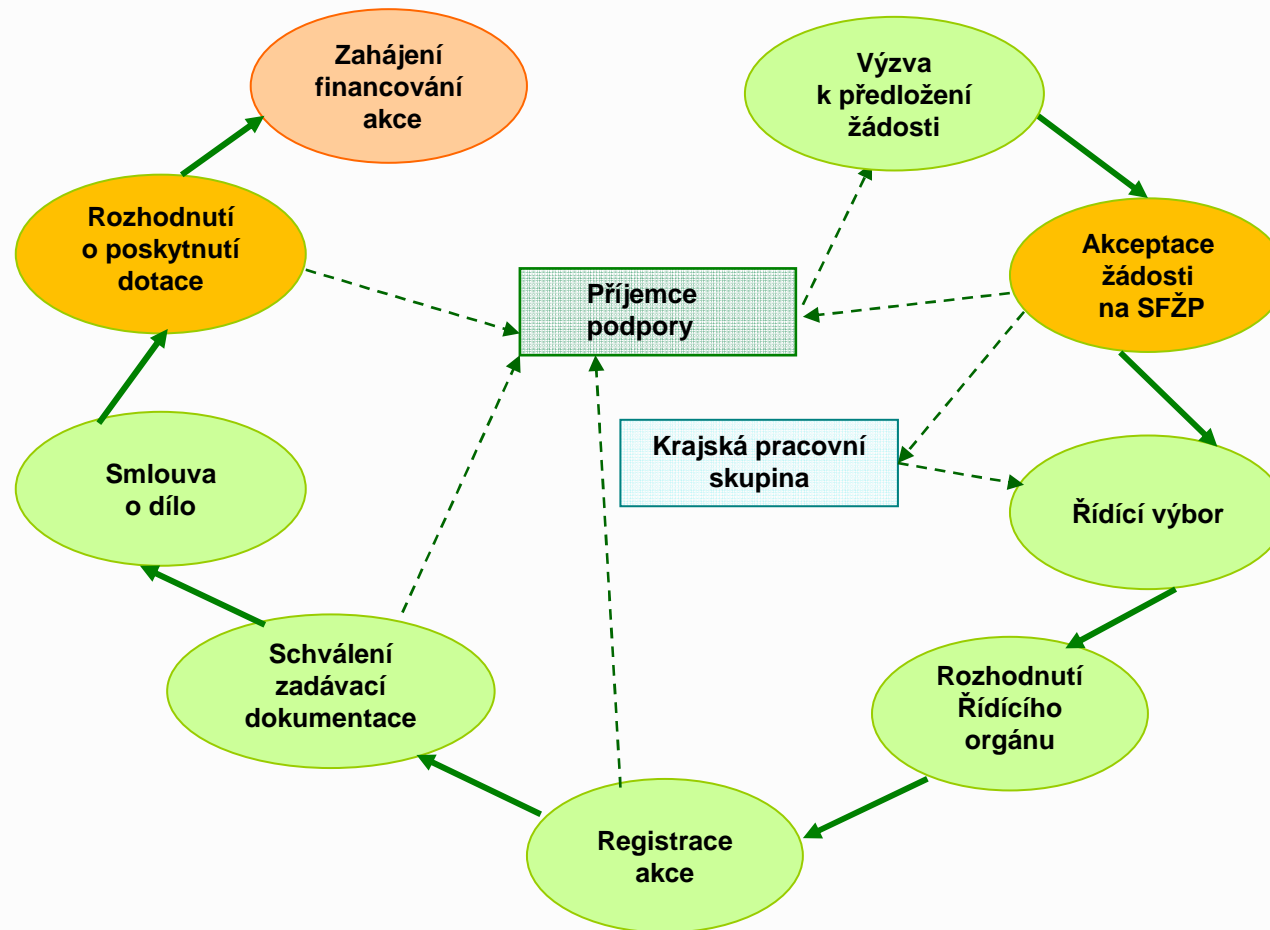 Zahájení
financování
akce
Výzva
k předložení
žádosti
Rozhodnutí
o poskytnutí
dotace
Akceptace
žádosti
na SFŽP
Příjemce
podpory
Krajská pracovní
skupina
Smlouva
o dílo
Řídící výbor
Schválení
zadávací
dokumentace
Rozhodnutí
Řídícího
orgánu
Registrace
akce